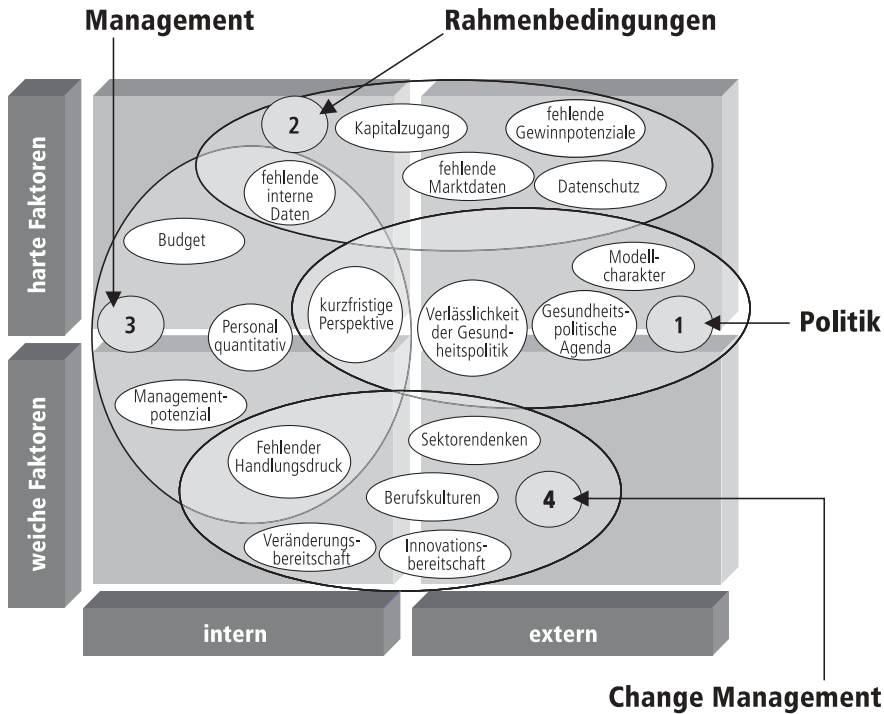 Management
Rahmenbedingungen
harte Faktoren
2
Kapitalzugang
fehlende
Gewinnpotenziale
fehlende
interne
Daten
fehlende
Marktdaten
Datenschutz
Budget
Modell-
charakter
3
Personal
quantitativ
kurzfristige
Perspektive
Verlässlichkeit
der Gesund-
heitspolitik
Gesundheits-
politische
Agenda
1
Politik
weiche Faktoren
Management-
potenzial
Fehlender
Handlungsdruck
Sektorendenken
Berufskulturen
4
Veränderungs-
bereitschaft
Innovations-
bereitschaft
intern
extern
Change Management